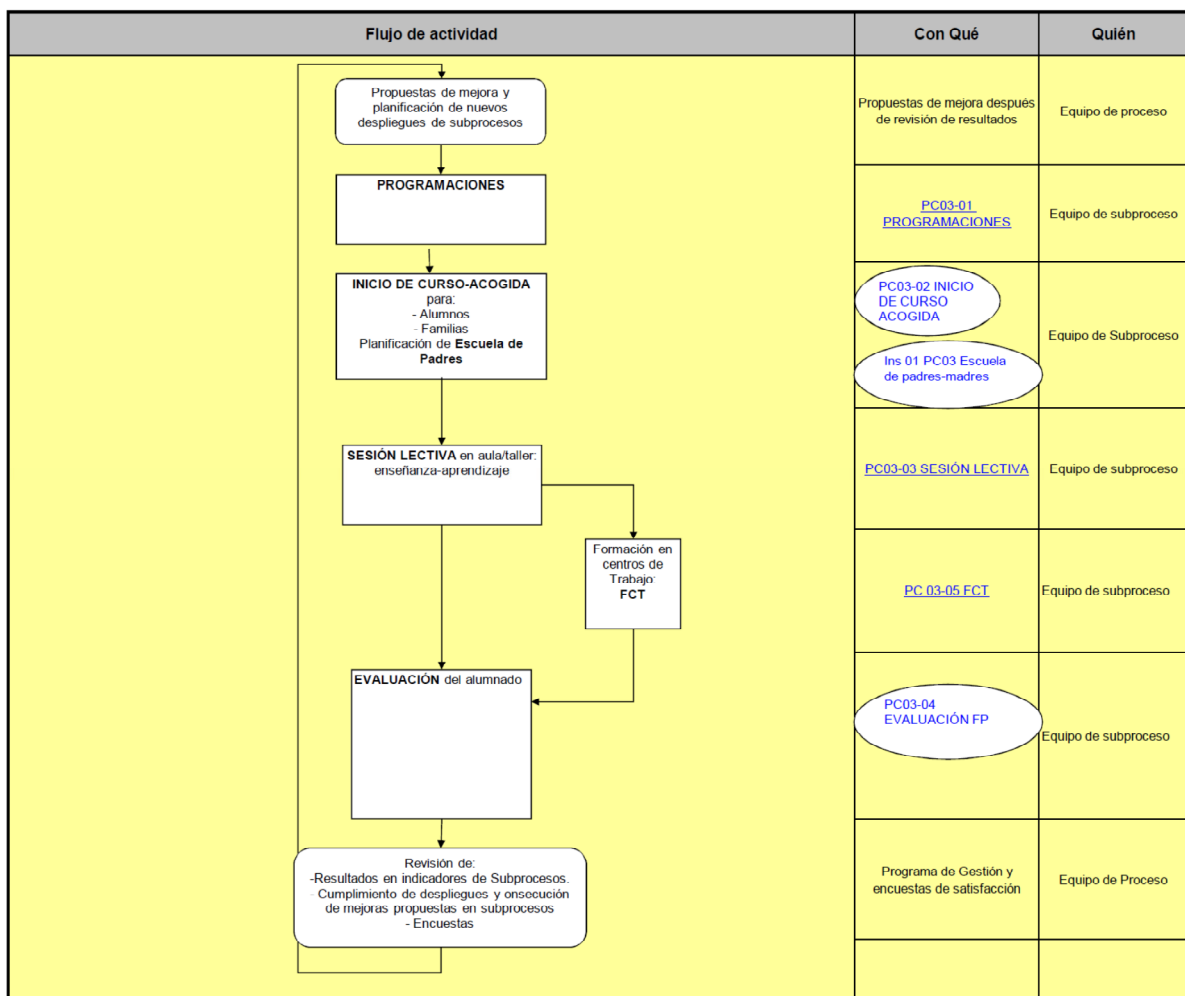 Flujo de actividad
Con Qué
Quién
Propuestas de mejora y
planificación de nuevos
despliegues de subprocesos
Propuestas de mejora después
de revisión de resultados
Equipo de proceso
PROGRAMACIONES
PC03-01
PROGRAMACIONES
Equipo de subproceso
INICIO DE CURSO-ACOGIDA
para:
- Alumnos
- Familias
Planificación de Escuela de
Padres
PC03-02 INICIO
DE CURSO
ACOGIDA
Ins 01 PC03 Escuela
de padres-madres
Equipo de Subproceso
SESIÓN LECTIVA en aula/taller:
enseñanza-aprendizaje
PC03-03 SESIÓN LECTIVA
Equipo de subproceso
Formación en
centros de
Trabajo:
FCT
PC 03-05 FCT
Equipo de subproceso
EVALUACIÓN del alumnado
PC03-04
EVALUACIÓN FP
Equipo de subproceso
Revisión de:
-Resultados en indicadores de Subprocesos.
- Cumplimiento de despliegues y onsecución
de mejoras propuestas en subprocesos
- Encuestas
Programa de Gestión y
encuestas de satisfacción
Equipo de Proceso